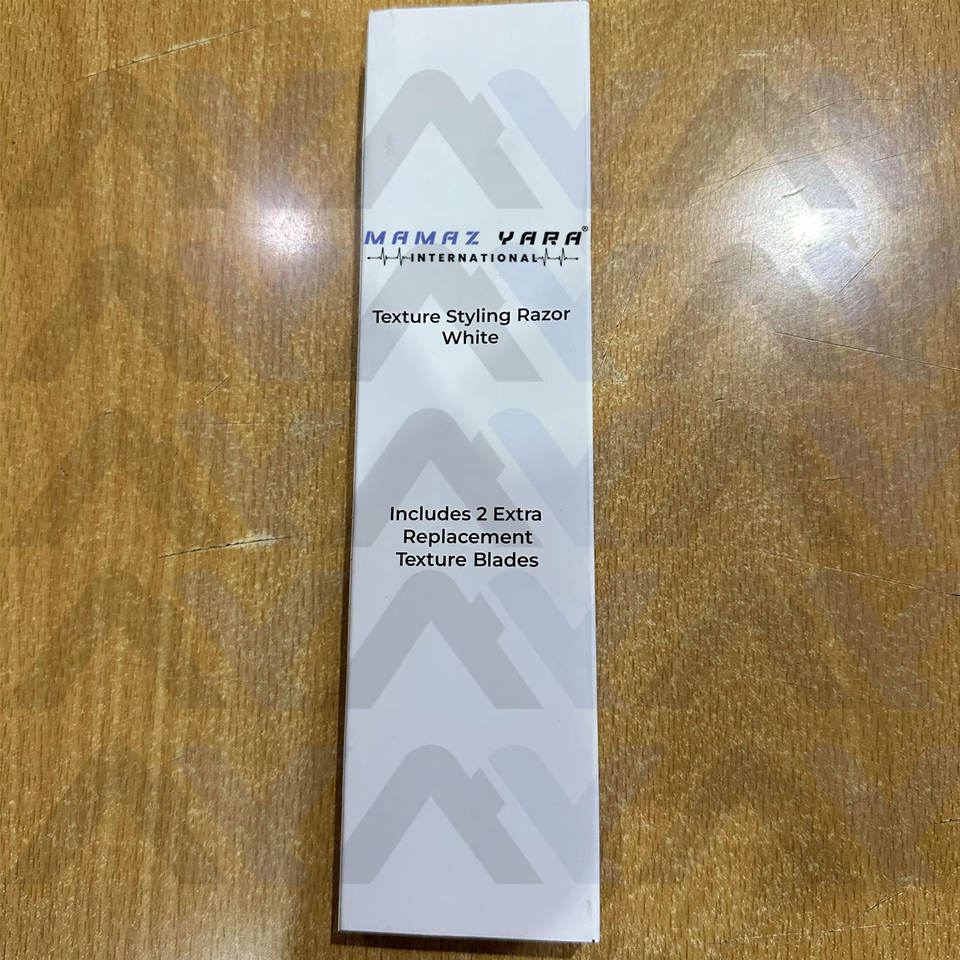 MAMAZ YARA®
INTERNATIONAL
Texture Styling Razor
White
Includes 2 Extra
Replacement
Texture Blades